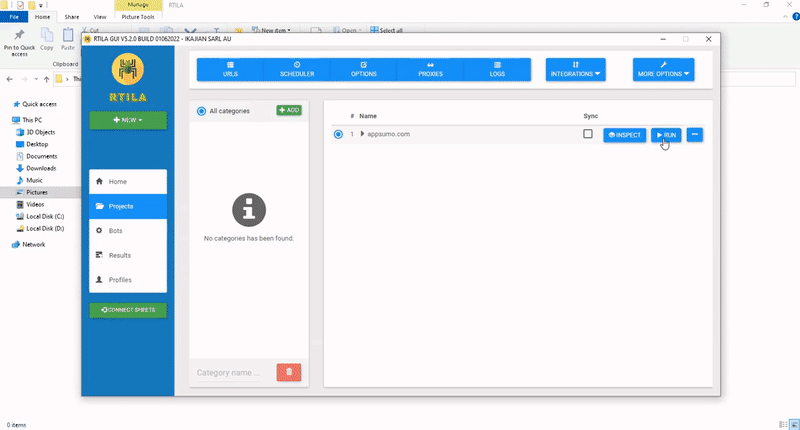 Manage
RTILA
File
Home
Share
View
Picture Tools
Pin to Quick access
Copy
Paste
Cut
New item
Open
Select all
Clipboard
RTILA GUI V5.2.0 BUILD 01062022 - IKAJIAN SARL AU
RTILA
NEW
Home
Projects
Bots
Results
Profiles
CONNECT SHEETS
URLS
SCHEDULER
OPTIONS
PROXIES
LOGS
INTEGRATIONS
MORE OPTIONS
All categories
ADD
No categories has been found.
Category name ...
# Name Sync
1 appsumo.com
INSPECT
RUN
Quick access
This PC
3D Objects
Desktop
Documents
Downloads
Music
Pictures
Videos
Local Disk (C:)
Local Disk (D:)
Network
0 items